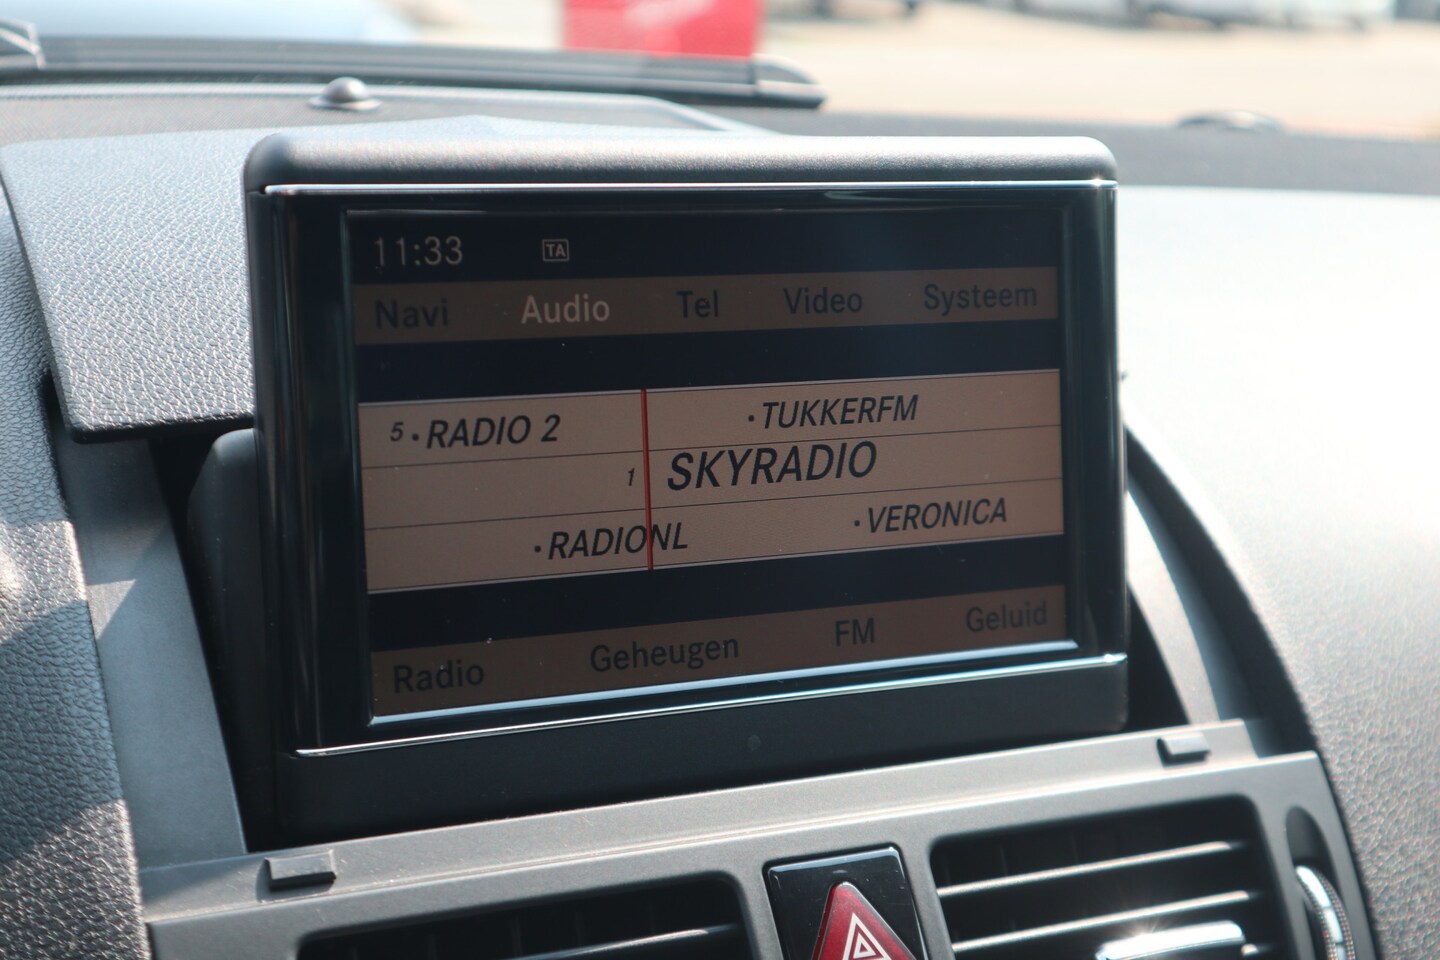 11:33 TA
Navi Audio Tel Video Systeem
5 · RADIO 2 · TUKKERFM
1 SKYRADIO
· RADIONL · VERONICA
Radio Geheugen FM Geluid